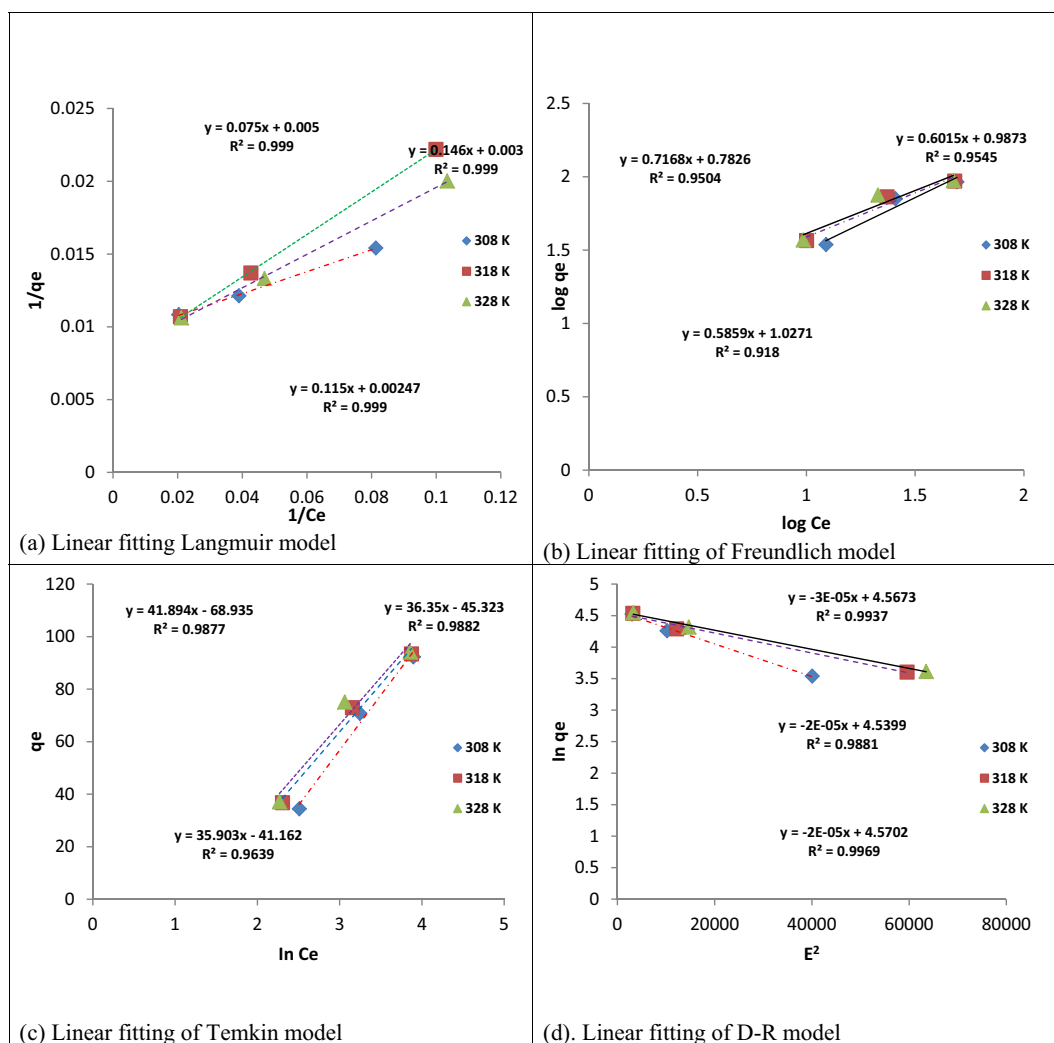 0.025
0.02
0.015
0.01
0.005
0
1/qe
y = 0.075x + 0.005
R² = 0.999
y = 0.146x + 0.003
R² = 0.999
y = 0.115x + 0.00247
R² = 0.999
308 K
318 K
328 K
0 0.02 0.04 0.06 0.08 0.1 0.12
1/Ce
(a) Linear fitting Langmuir model
2.5
2
1.5
1
0.5
0
log qe
y = 0.7168x + 0.7826
R² = 0.9504
y = 0.6015x + 0.9873
R² = 0.9545
y = 0.5859x + 1.0271
R² = 0.918
308 K
318 K
328 K
0 0.5 1 1.5 2
log Ce
(b) Linear fitting of Freundlich model
120
100
80
60
40
20
0
qe
y = 41.894x - 68.935
R² = 0.9877
y = 36.35x - 45.323
R² = 0.9882
y = 35.903x - 41.162
R² = 0.9639
308 K
318 K
328 K
0 1 2 3 4 5
In Ce
(c) Linear fitting of Temkin model
5
4.5
4
3.5
3
2.5
2
1.5
1
0.5
0
In qe
y = -3E-05x + 4.5673
R² = 0.9937
y = -2E-05x + 4.5399
R² = 0.9881
y = -2E-05x + 4.5702
R² = 0.9969
308 K
318 K
328 K
0 20000 40000 60000 80000
E²
(d). Linear fitting of D-R model